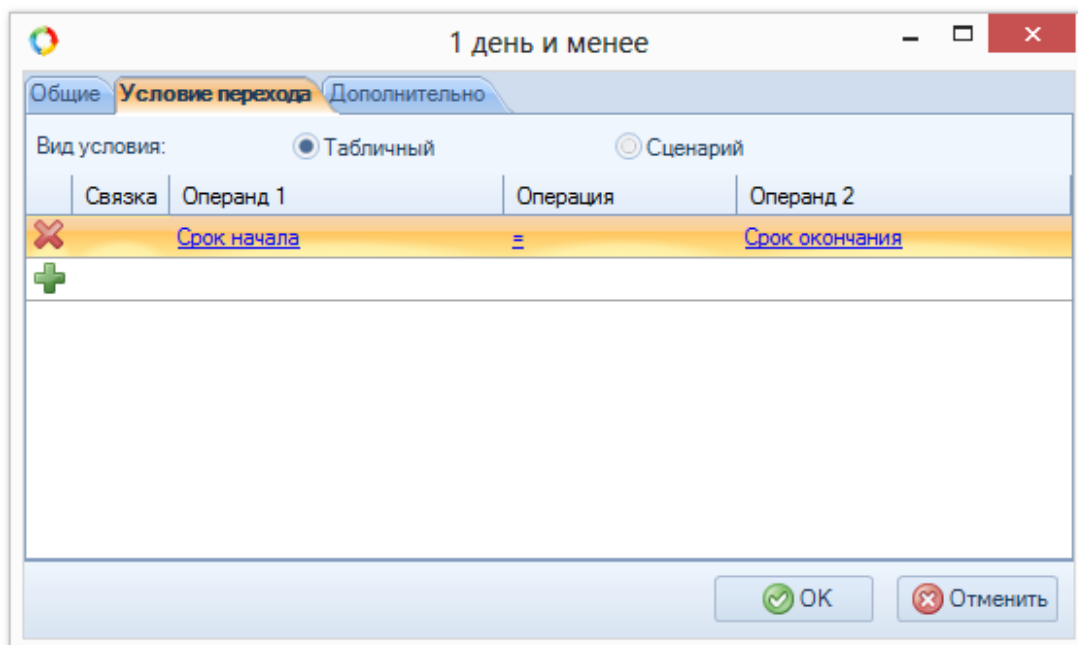 1 день и менее
Общие Условие перехода Дополнительно
Вид условия: Табличный Сценарий
Связка Операнд 1 Операция Операнд 2
Срок начала = Срок окончания
OK Отменить